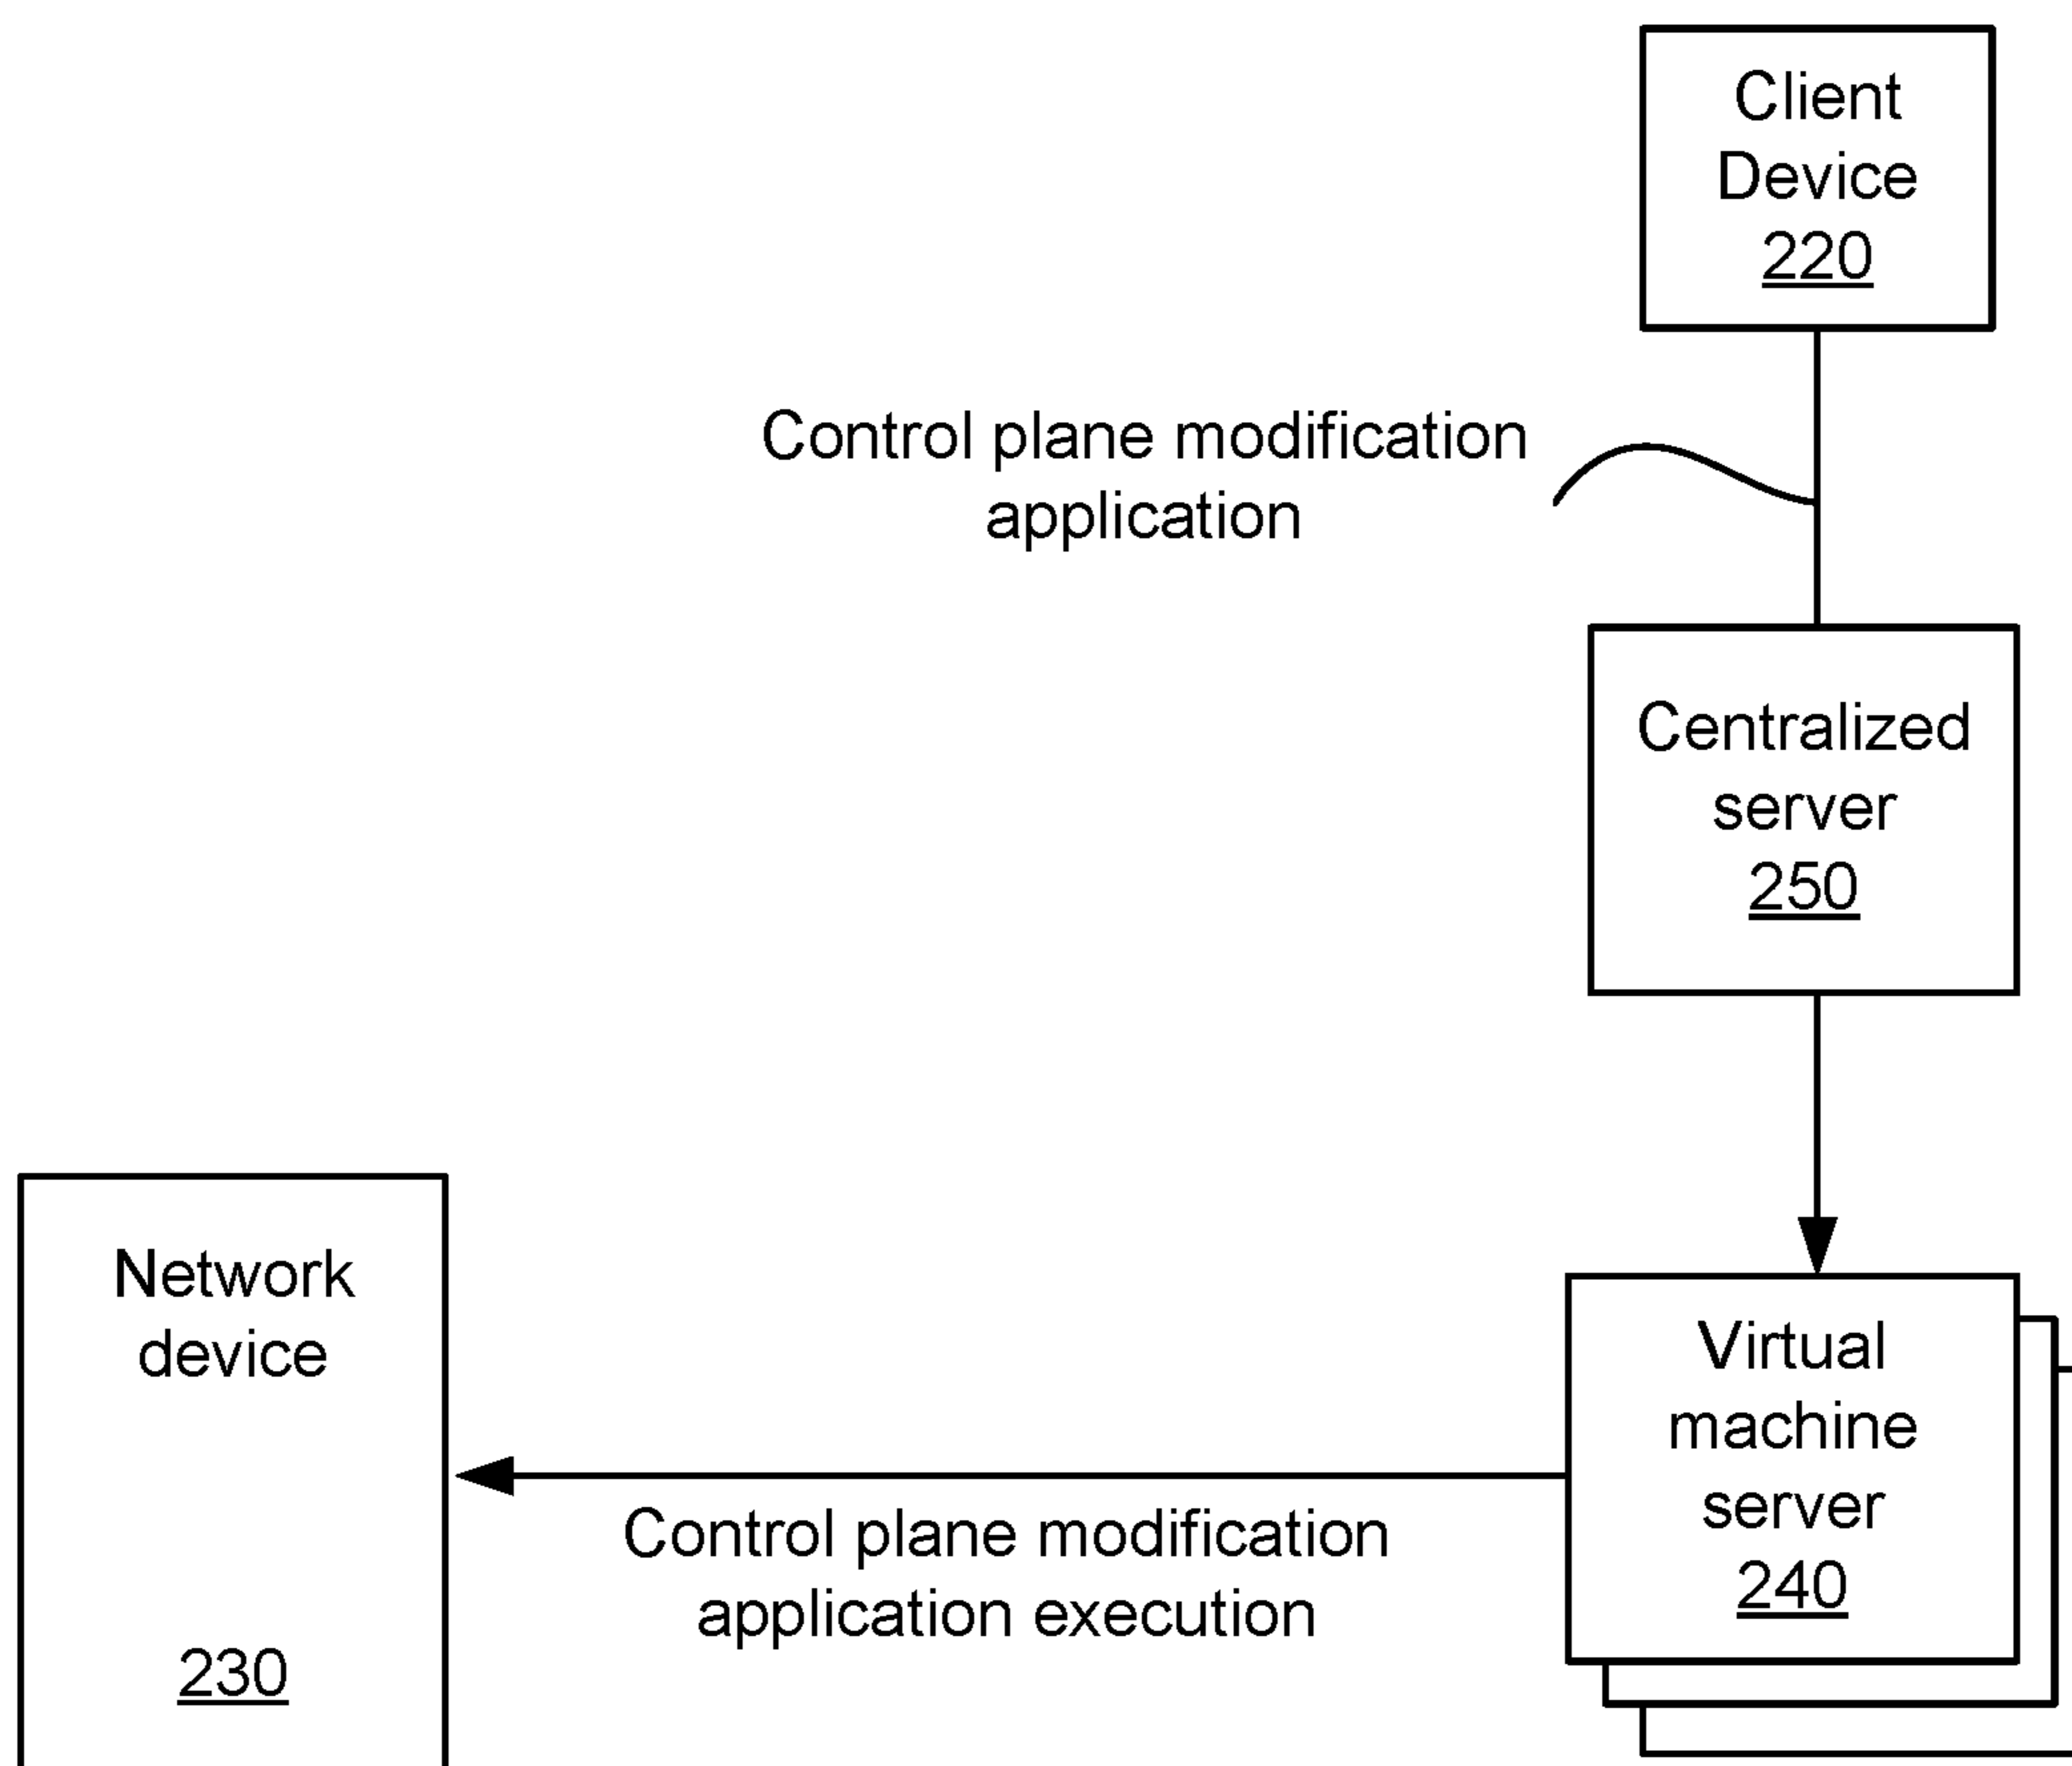 Client
Device
220
Control plane modification
application
Centralized
server
250
Network
device
230
Virtual
machine
server
240
Control plane modification
application execution